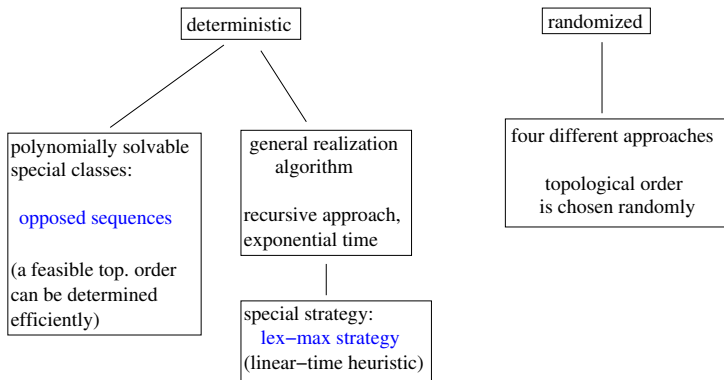 deterministic
randomized
polynomially solvable
special classes:
opposed sequences
(a feasible top. order
can be determined
efficiently)
general realization
algorithm
recursive approach,
exponential time
special strategy:
lex−max strategy
(linear−time heuristic)
four different approaches
topological order
is chosen randomly